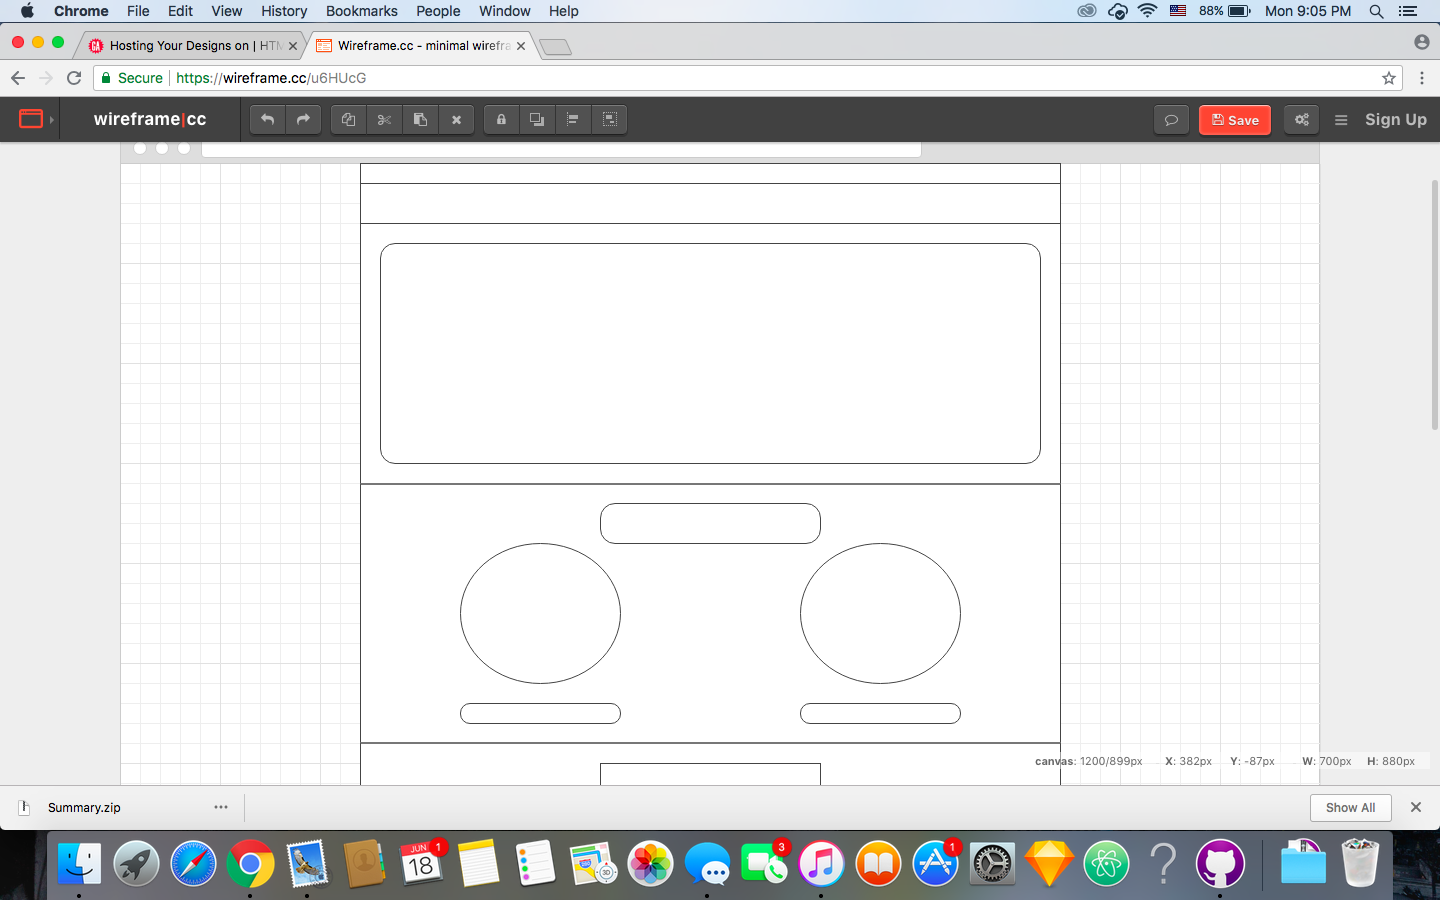 Chrome File Edit View History Bookmarks People Window Help 88% Mon 9:05 PM
Hosting Your Designs on | HTM Wireframe.cc - minimal wirefra
Secure https://wireframe.cc/u6HUcG
wireframe|cc Save Sign Up
canvas: 1200/899px X: 382px Y: -87px W: 700px H: 880px
Summary.zip Show All
JUN 1 3 1
18
3D